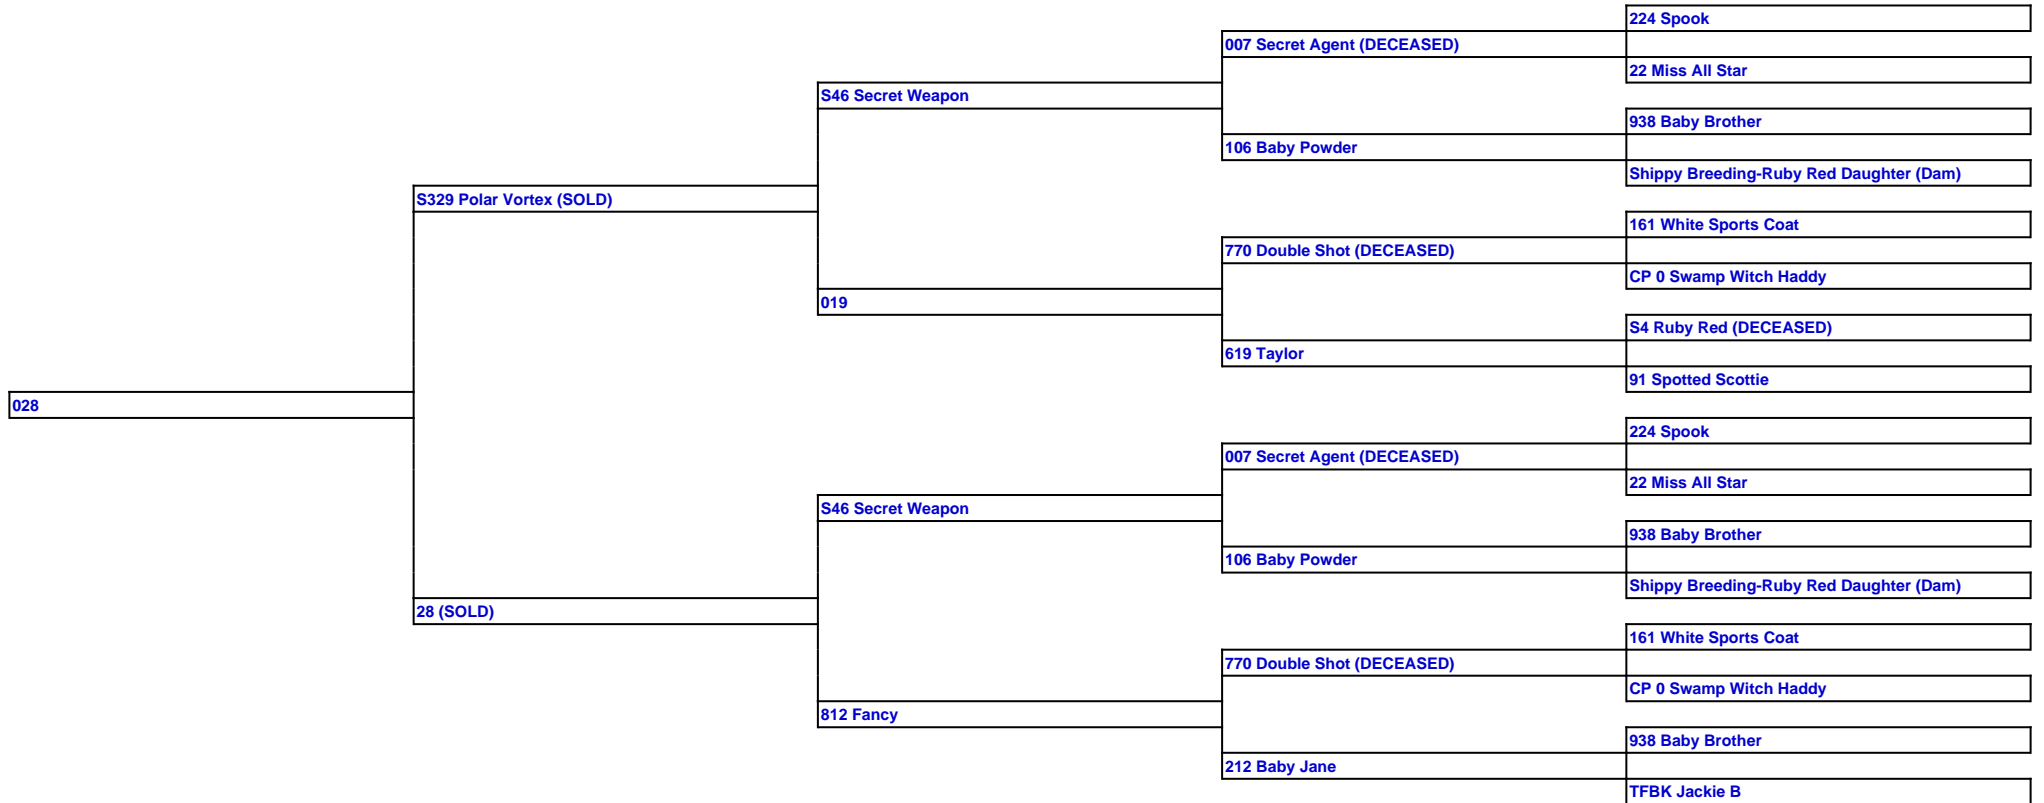 224 Spook
007 Secret Agent (DECEASED)
22 Miss All Star
S46 Secret Weapon
938 Baby Brother
106 Baby Powder
Shippy Breeding-Ruby Red Daughter (Dam)
S329 Polar Vortex (SOLD)
161 White Sports Coat
770 Double Shot (DECEASED)
CP 0 Swamp Witch Haddy
019
S4 Ruby Red (DECEASED)
619 Taylor
91 Spotted Scottie
028
224 Spook
007 Secret Agent (DECEASED)
22 Miss All Star
S46 Secret Weapon
938 Baby Brother
106 Baby Powder
Shippy Breeding-Ruby Red Daughter (Dam)
28 (SOLD)
161 White Sports Coat
770 Double Shot (DECEASED)
CP 0 Swamp Witch Haddy
812 Fancy
938 Baby Brother
212 Baby Jane
TFBK Jackie B